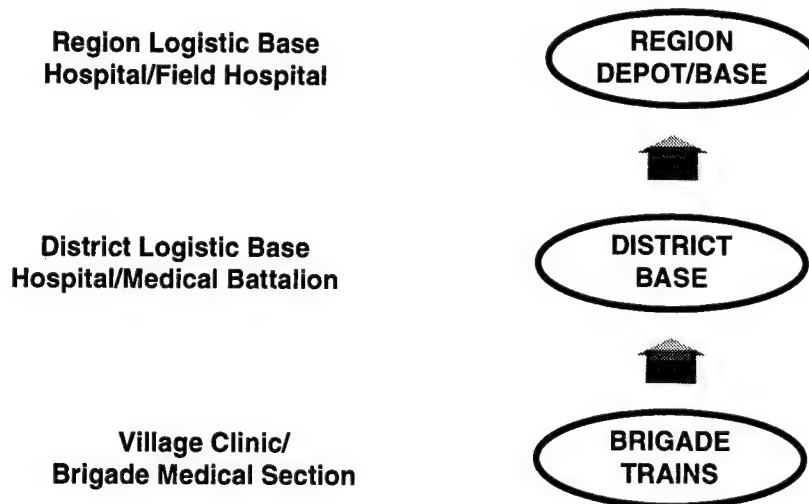 Region Logistic Base
Hospital/Field Hospital
REGION
DEPOT/BASE
District Logistic Base
Hospital/Medical Battalion
DISTRICT
BASE
Village Clinic/
Brigade Medical Section
BRIGADE
TRAINS